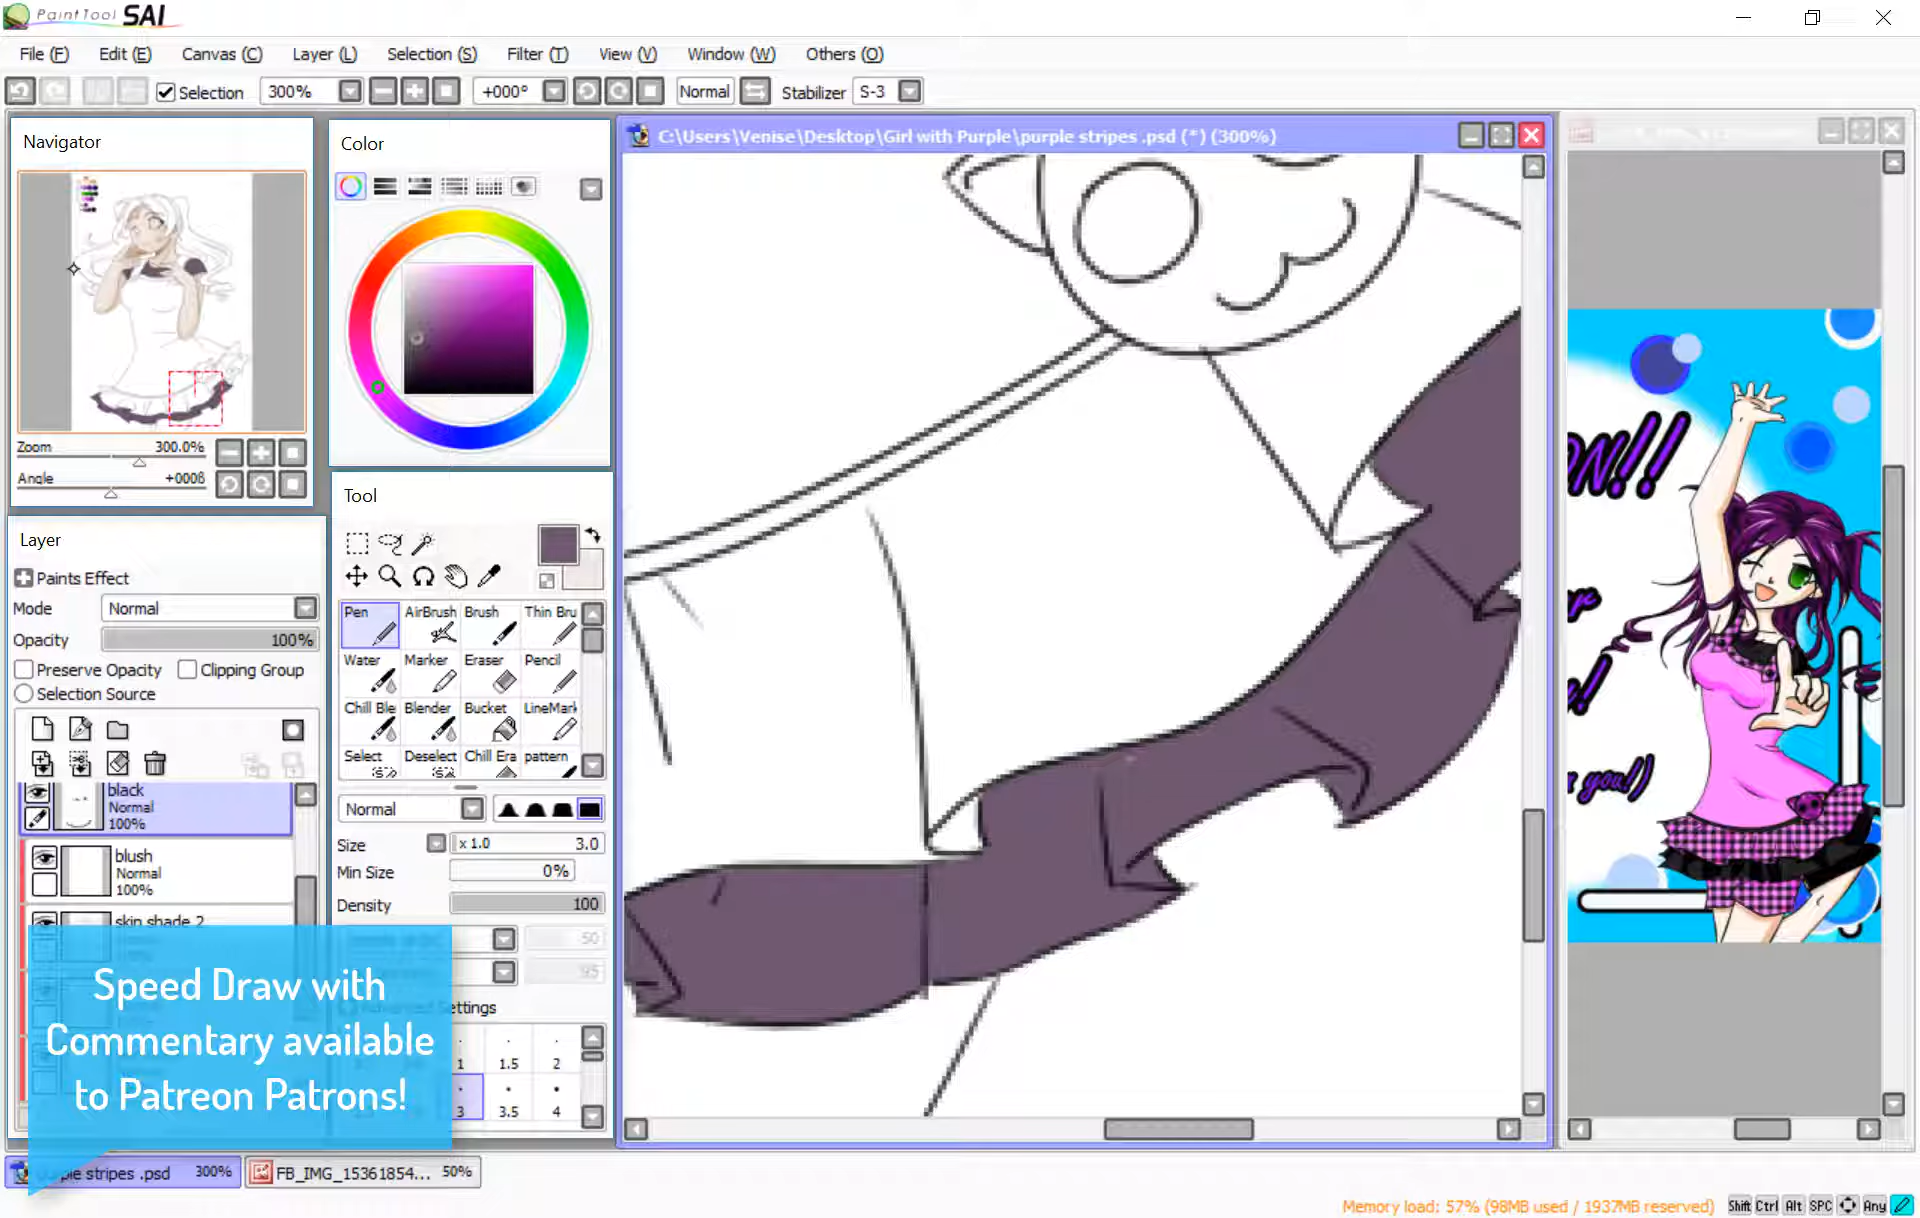 PaintTool SAI
File (F) Edit (E) Canvas (C) Layer (L) Selection (S) Filter (T) View (V) Window (W) Others (O)
Selection 300% +000° Normal Stabilizer S-3
Navigator
Zoom 300.0%
Angle +000ß
Color
Layer
Paints Effect
Mode Normal
Opacity 100%
Preserve Opacity Clipping Group
Selection Source
black
Normal
100%
blush
Normal
100%
skin shade 2
Tool
Pen AirBrush Brush Thin Bru
Water Marker Eraser Pencil
Chill Ble Blender Bucket LineMark
Select Deselect Chill Era pattern
Normal
Size x 1.0 3.0
Min Size 0%
Density 100
50
95
Settings
1 1.5 2
3 3.5 4
Speed Draw with
Commentary available
to Patreon Patrons!
C:\Users\Venise\Desktop\Girl with Purple\purple stripes .psd (*) (300%)
ON!!
you!)
stripes .psd 300%
FB_IMG_15361854... 50%
Memory load: 57% (98MB used / 1937MB reserved) Shift Ctrl Alt SPC Any